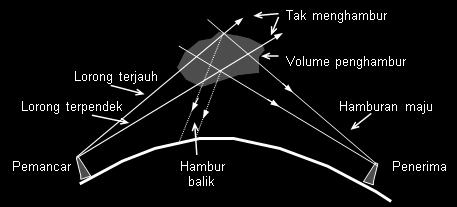 Tak menghambur
Volume penghambur
Lorong terjauh
Lorong terpendek
Hamburan maju
Pemancar
Hambur
balik
Penerima